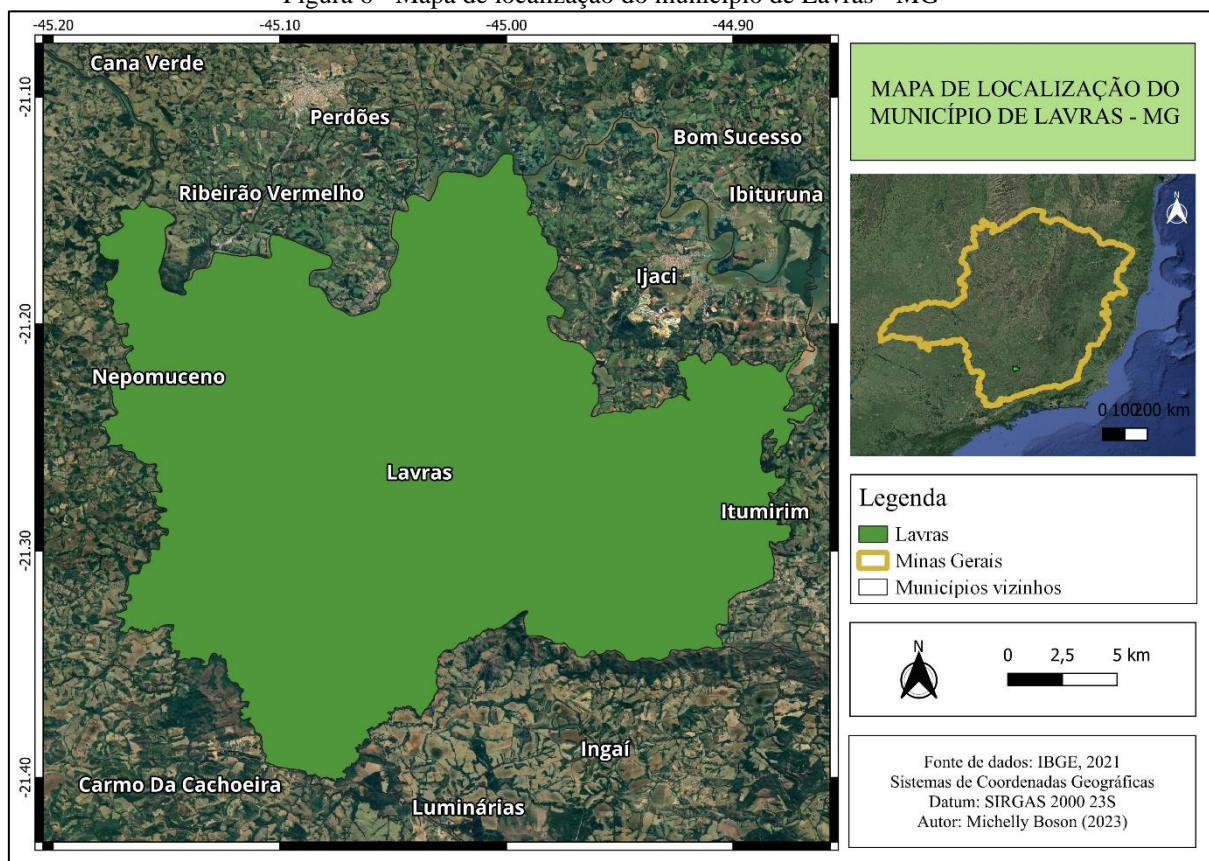 Figura 6 - Mapa de localização do município de Lavras - MG
-45.20
-45.10
-45.00
-44.90
-21.10
-21.20
-21.30
-21.40
Cana Verde
Perdões
Bom Sucesso
Ribeirão Vermelho
Ibituruna
Ijaci
Nepomuceno
Lavras
Itumirim
Ingaí
Carmo Da Cachoeira
Luminárias
MAPA DE LOCALIZAÇÃO DO
MUNICÍPIO DE LAVRAS - MG
N
0 100 200 km
Legenda
Lavras
Minas Gerais
Municípios vizinhos
N
0 2,5 5 km
Fonte de dados: IBGE, 2021
Sistemas de Coordenadas Geográficas
Datum: SIRGAS 2000 23S
Autor: Michelly Boson (2023)